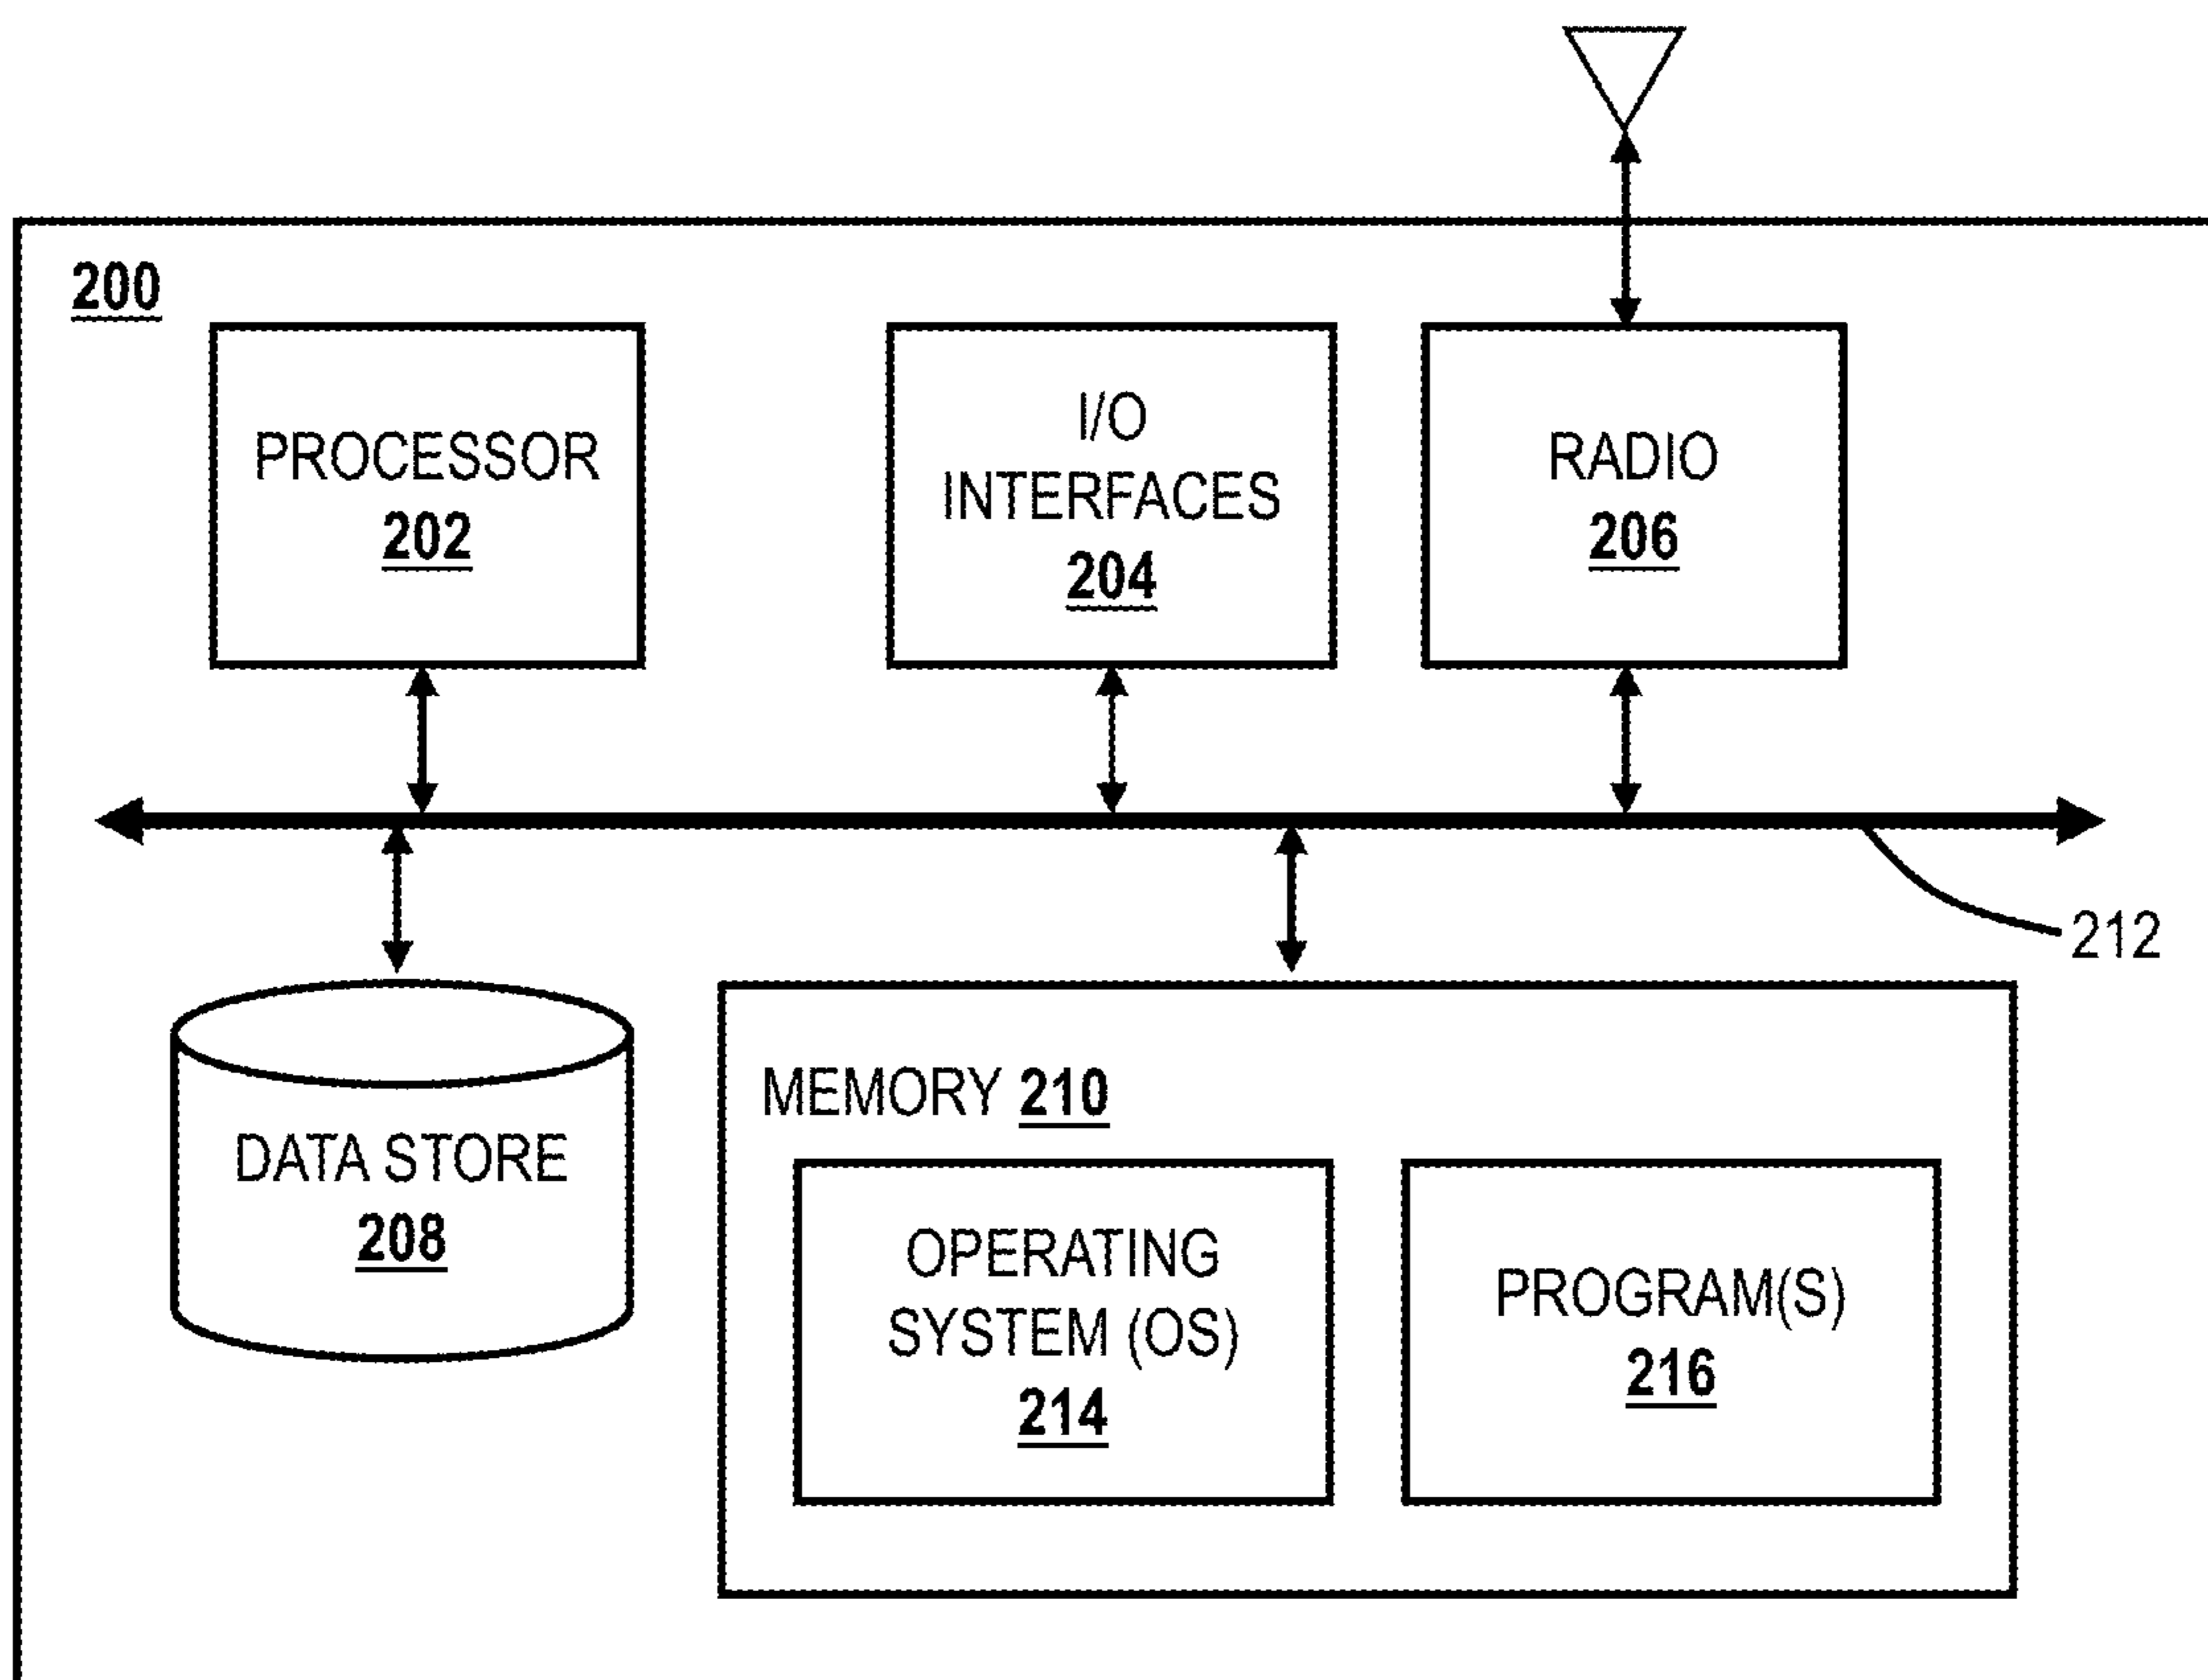 200
PROCESSOR
202
I/O
INTERFACES
204
RADIO
206
212
DATA STORE
208
MEMORY 210
OPERATING
SYSTEM (OS)
214
PROGRAM(S)
216